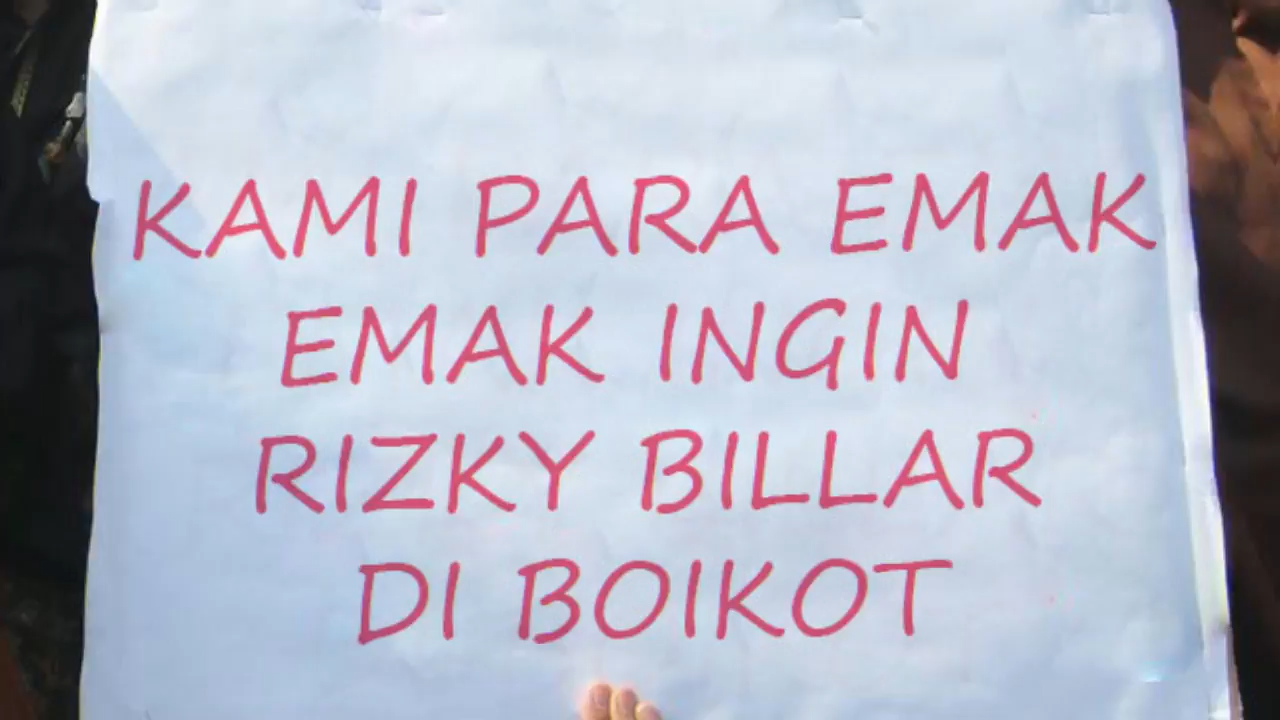 KAMI PARA EMAK
EMAK INGIN
RIZKY BILLAR
DI BOIKOT